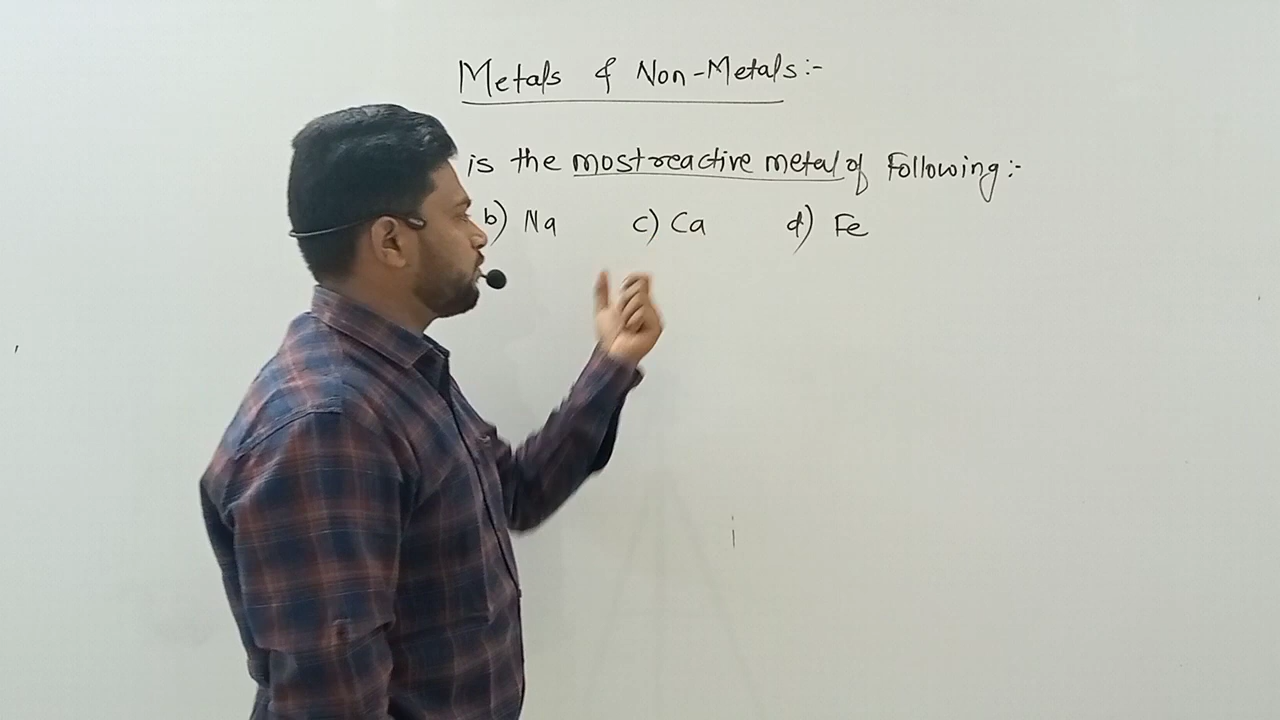 Metals & Non-Metals:-
is the most reactive metal of Following:-
b) Na c) Ca d) Fe